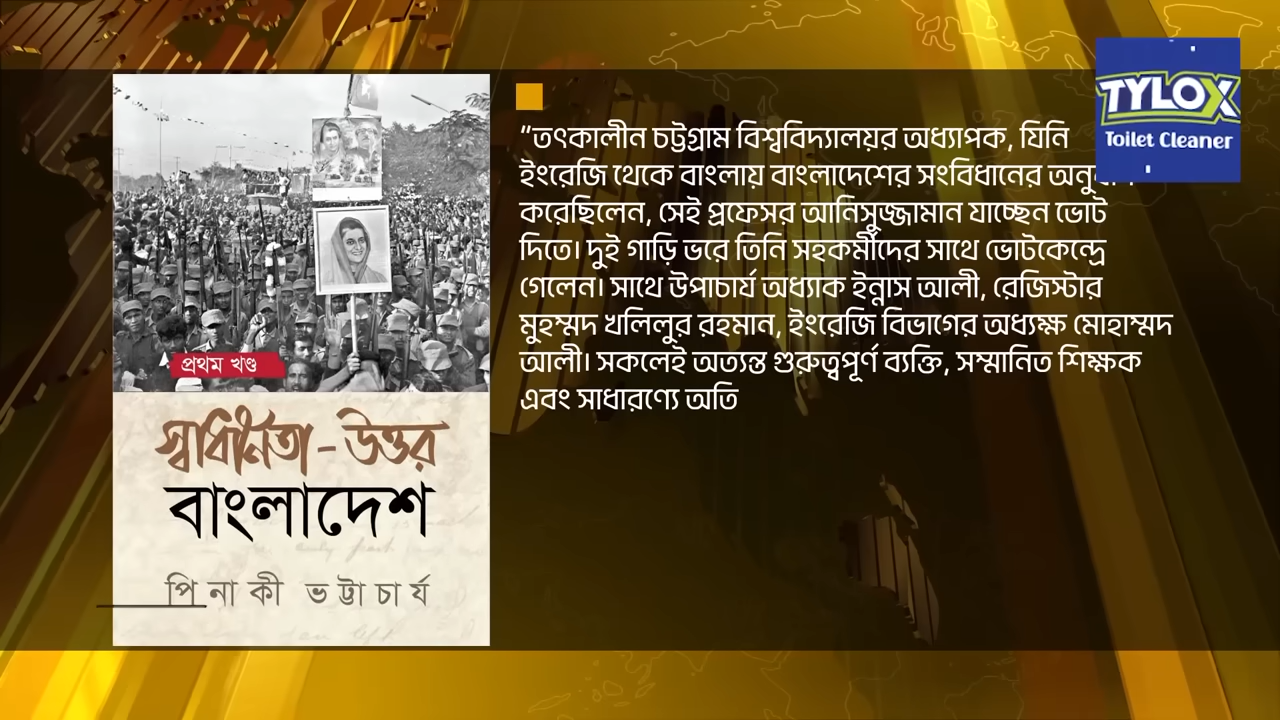 TYLOX
Toilet Cleaner
“তৎকালীন চট্টগ্রাম বিশ্ববিদ্যালয়র অধ্যাপক, যিনি
ইংরেজি থেকে বাংলায় বাংলাদেশের সংবিধানের
করেছিলেন, সেই প্রফেসর আনিসুজ্জামান যাচ্ছেন ভোট
দিতে। দুই গাড়ি ভরে তিনি সহকর্মীদের সাথে ভোটকেন্দ্রে
গেলেন। সাথে উপাচার্য অধ্যাক ইন্নাস আলী, রেজিস্টার
মুহম্মদ খলিলুর রহমান, ইংরেজি বিভাগের অধ্যক্ষ মোহাম্মদ
আলী। সকলেই অত্যন্ত গুরুত্বপূর্ণ ব্যক্তি, সম্মানিত শিক্ষক
এবং সাধারণ্যে অতি
প্রথম খণ্ড
স্বাধীনতা - উত্তর
বাংলাদেশ
পিনাকী ভট্টাচার্য